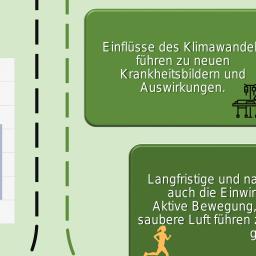 Einflüsse des Klimawandel
führen zu neuen
Krankheitsbildern und
Auswirkungen.
Langfristige und na
auch die Einwir
Aktive Bewegung,
saubere Luft führen z
g